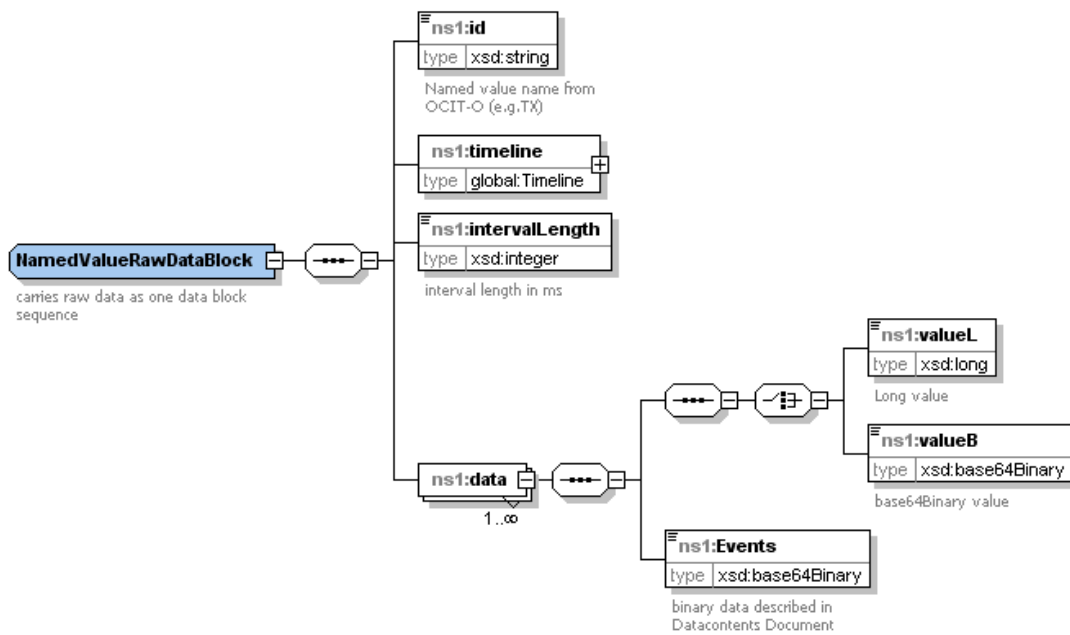 ns1:id
type xsd:string
Named value name from
OCIT-O (e.g.TX)
ns1:timeline
type global:Timeline
ns1:intervalLength
type xsd:integer
interval length in ms
NamedValueRawDataBlock
carries raw data as one data block
sequence
ns1:valueL
type xsd:long
Long value
ns1:valueB
type xsd:base64Binary
base64Binary value
ns1:data
1..∞
ns1:Events
type xsd:base64Binary
binary data described in
Datacontents Document